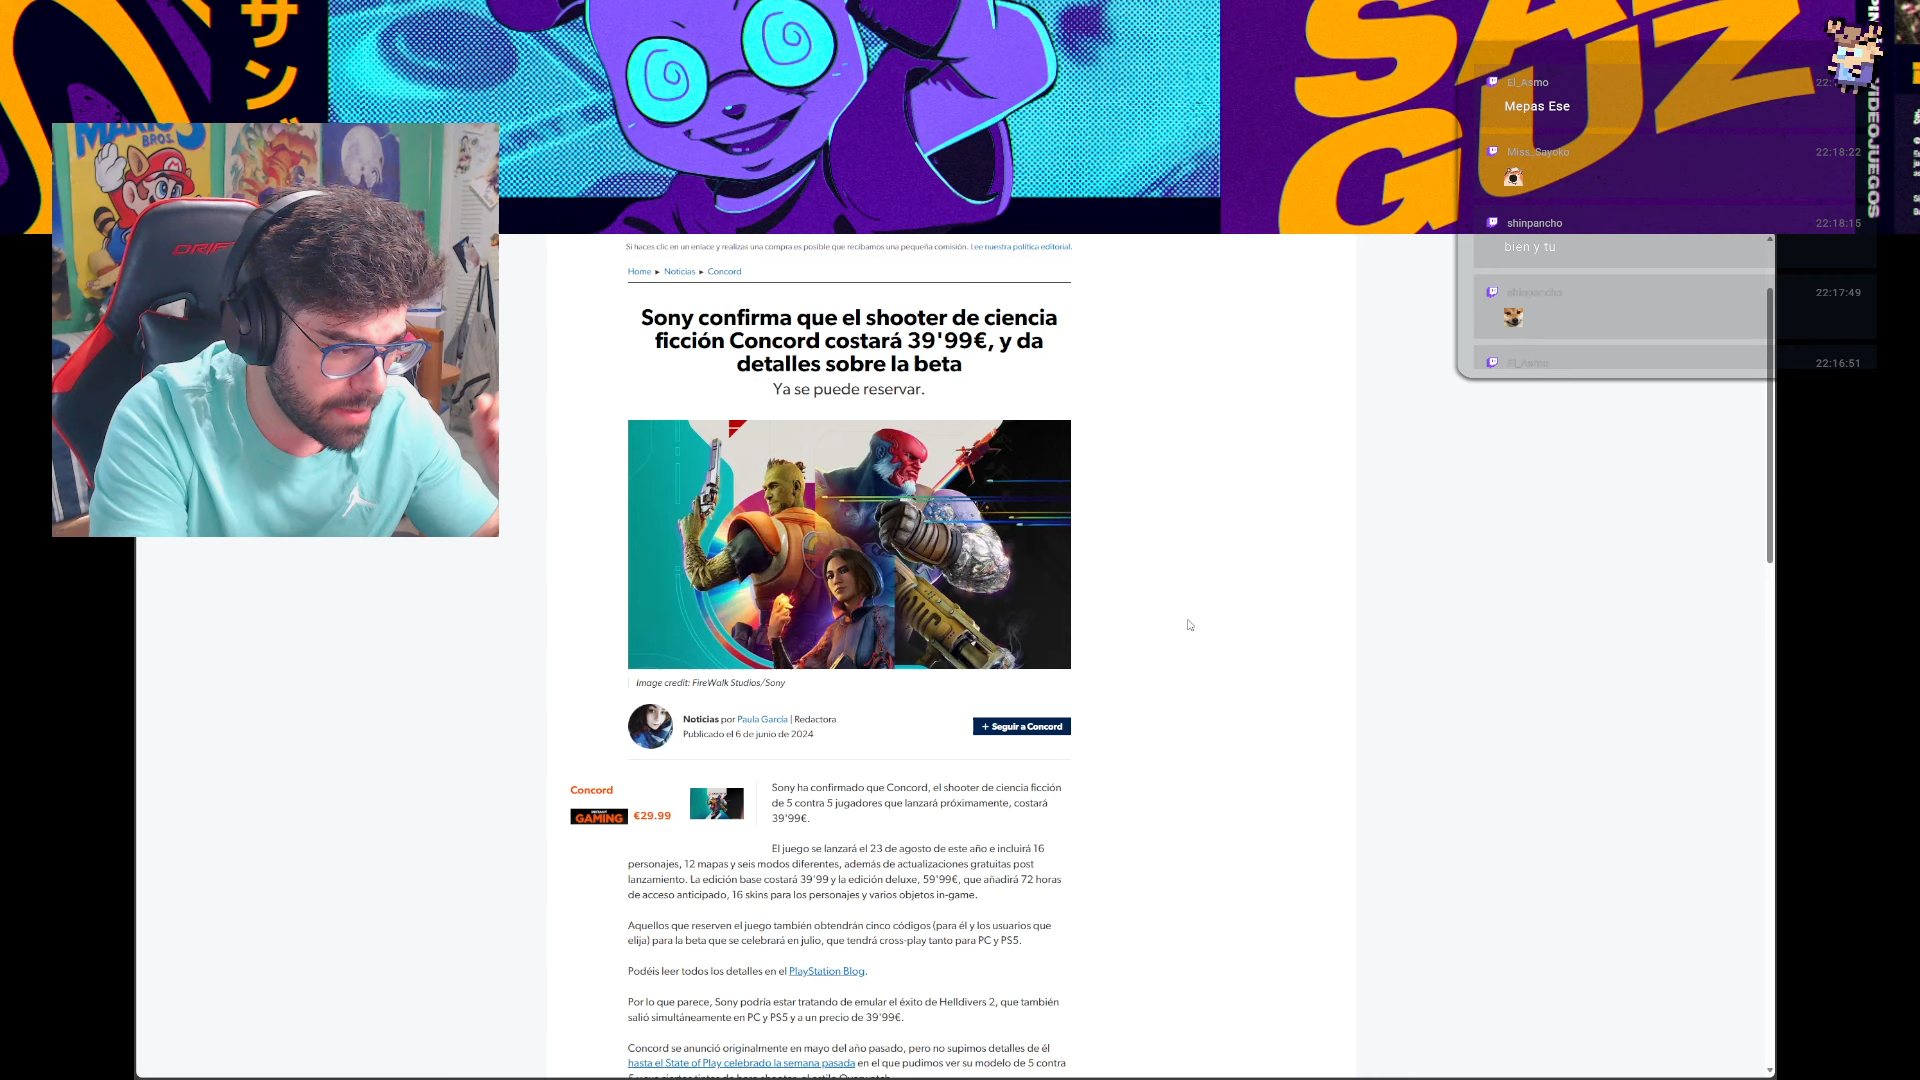 サン
SA
GUZ
PIN
VIDEOJUEGOS
MARIO
BROS.
DRIF
El_Asmo
22:
Mepas Ese
Miss_Sayoko
22:18:22
shinpancho
22:18:15
bien y tu
shinpancho
22:17:49
El_Asmo
22:16:51
Si haces clic en un enlace y realizas una compra es posible que recibamos una pequeña comisión. Lee nuestra política editorial.
Home ▸ Noticias ▸ Concord
Sony confirma que el shooter de ciencia
ficción Concord costará 39'99€, y da
detalles sobre la beta
Ya se puede reservar.
Image credit: FireWalk Studios/Sony
Noticias por Paula García | Redactora
Publicado el 6 de junio de 2024
+ Seguir a Concord
Concord
INSTANT
GAMING
€29.99
Sony ha confirmado que Concord, el shooter de ciencia ficción
de 5 contra 5 jugadores que lanzará próximamente, costará
39'99€.
El juego se lanzará el 23 de agosto de este año e incluirá 16
personajes, 12 mapas y seis modos diferentes, además de actualizaciones gratuitas post
lanzamiento. La edición base costará 39'99 y la edición deluxe, 59'99€, que añadirá 72 horas
de acceso anticipado, 16 skins para los personajes y varios objetos in-game.
Aquellos que reserven el juego también obtendrán cinco códigos (para él y los usuarios que
elija) para la beta que se celebrará en julio, que tendrá cross-play tanto para PC y PS5.
Podéis leer todos los detalles en el PlayStation Blog.
Por lo que parece, Sony podría estar tratando de emular el éxito de Helldivers 2, que también
salió simultáneamente en PC y PS5 y a un precio de 39'99€.
Concord se anunció originalmente en mayo del año pasado, pero no supimos detalles de él
hasta el State of Play celebrado la semana pasada en el que pudimos ver su modelo de 5 contra